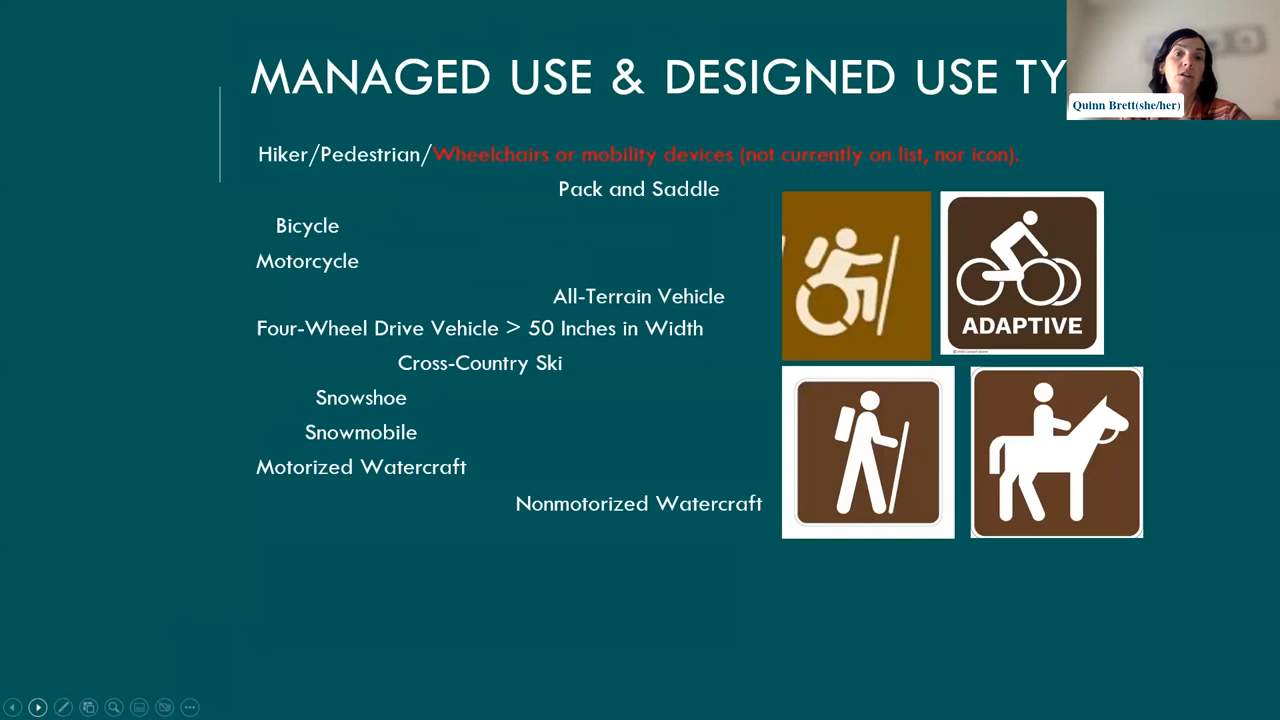 MANAGED USE & DESIGNED USE TY
Quinn Brett(she/her)
Hiker/Pedestrian/Wheelchairs or mobility devices (not currently on list, nor icon).
Pack and Saddle
Bicycle
Motorcycle
All-Terrain Vehicle
Four-Wheel Drive Vehicle > 50 Inches in Width
Cross-Country Ski
Snowshoe
Snowmobile
Motorized Watercraft
Nonmotorized Watercraft
ADAPTIVE